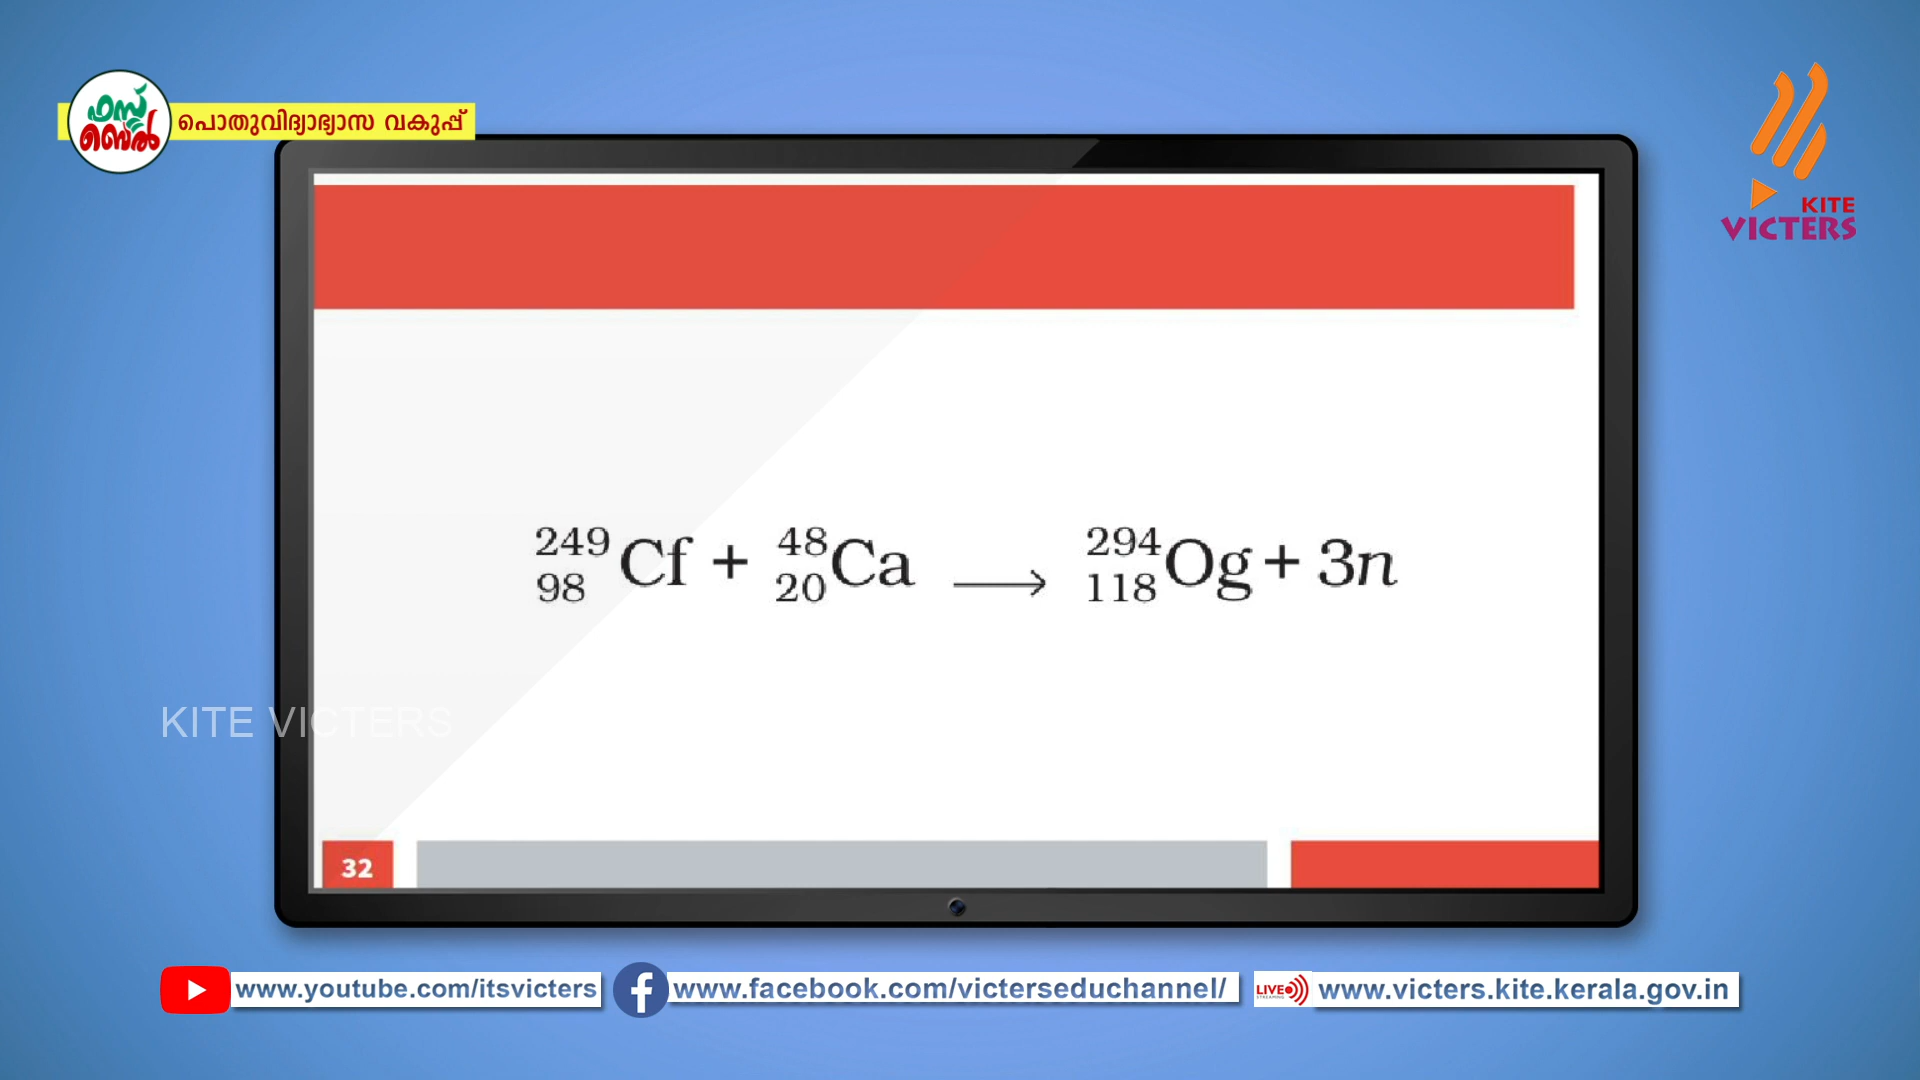 ഫസ്റ്റ്
ബെൽ
പൊതുവിദ്യാഭ്യാസ വകുപ്പ്
KITE
VICTERS
²⁴⁹₉₈Cf + ⁴⁸₂₀Ca ⟶ ²⁹⁴₁₁₈Og + 3n
KITE VICTERS
32
www.youtube.com/itsvicters
www.facebook.com/victerseduchannel/
LIVE
STREAMING
www.victers.kite.kerala.gov.in